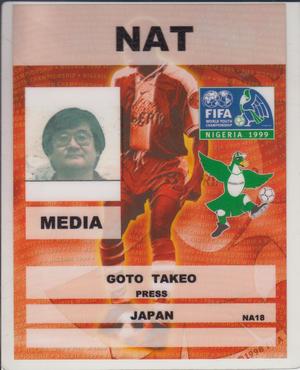 NAT
FIFA
WORLD YOUTH
CHAMPIONSHIP
NIGERIA 1999
MEDIA
GOTO TAKEO
PRESS
JAPAN
NA18